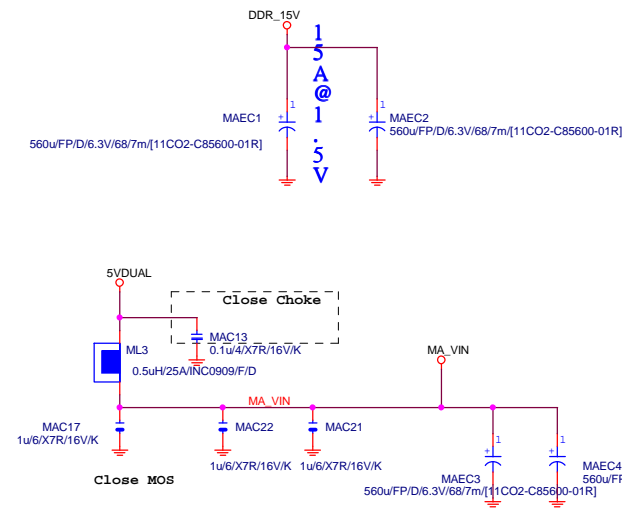 DDR_15V
15A@1.5V
1
1
+
+
MAEC1
MAEC2
560u/FP/D/6.3V/68/7m/[11CO2-C85600-01R]
560u/FP/D/6.3V/68/7m/[11CO2-C85600-01R]
5VDUAL
Close Choke
MAC13
0.1u/4/X7R/16V/K
ML3
0.5uH/25A/INC0909/F/D
MA_VIN
MA_VIN
MAC17
1u/6/X7R/16V/K
MAC22
1u/6/X7R/16V/K
MAC21
1u/6/X7R/16V/K
Close MOS
1
1
+
+
MAEC3
560u/FP/D/6.3V/68/7m/[11CO2-C85600-01R]
MAEC4
560u/FP